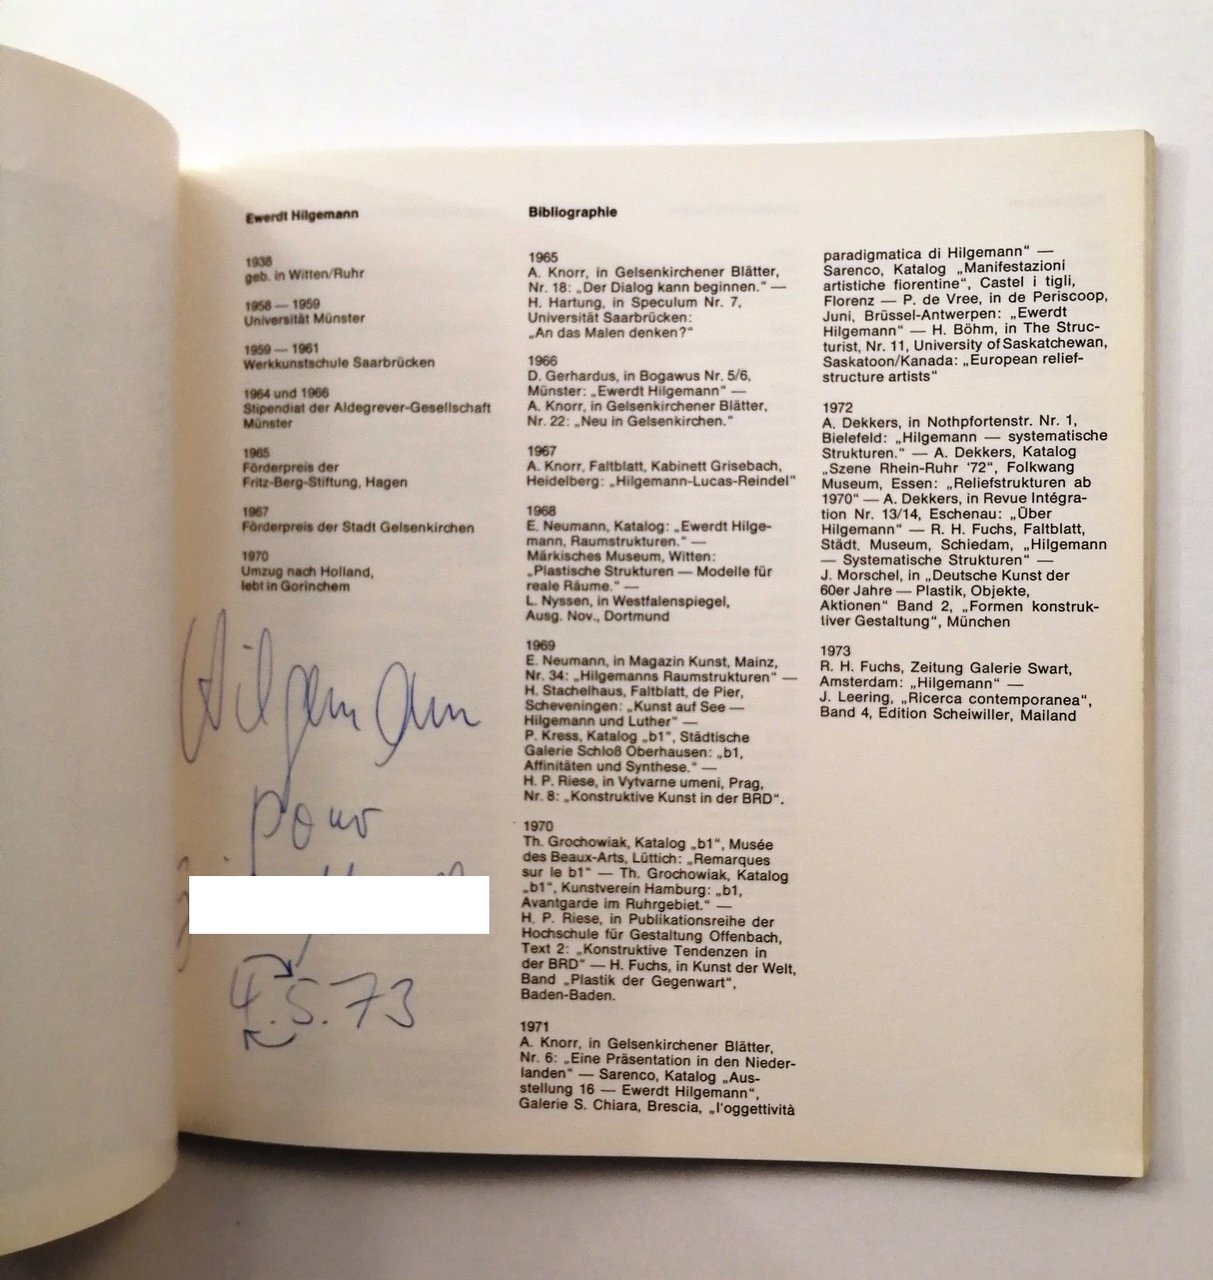 Ewerdt Hilgemann
1938
geb. in Witten/Ruhr
1958 — 1959
Universität Münster
1959 — 1961
Werkkunstschule Saarbrücken
1964 und 1966
Stipendiat der Aldegrever-Gesellschaft
Münster
1965
Förderpreis der
Fritz-Berg-Stiftung, Hagen
1967
Förderpreis der Stadt Gelsenkirchen
1970
Umzug nach Holland,
lebt in Gorinchem
Hilgemann
pour
4.5.73
Bibliographie
1965
A. Knorr, in Gelsenkirchener Blätter,
Nr. 18: „Der Dialog kann beginnen.“ —
H. Hartung, in Speculum Nr. 7,
Universität Saarbrücken:
„An das Malen denken?“
1966
D. Gerhardus, in Bogawus Nr. 5/6,
Münster: „Ewerdt Hilgemann“ —
A. Knorr, in Gelsenkirchener Blätter,
Nr. 22: „Neu in Gelsenkirchen.“
1967
A. Knorr, Faltblatt, Kabinett Grisebach,
Heidelberg: „Hilgemann-Lucas-Reindel“
1968
E. Neumann, Katalog: „Ewerdt Hilge-
mann, Raumstrukturen.“ —
Märkisches Museum, Witten:
„Plastische Strukturen — Modelle für
reale Räume.“ —
L. Nyssen, in Westfalenspiegel,
Ausg. Nov., Dortmund
1969
E. Neumann, in Magazin Kunst, Mainz,
Nr. 34: „Hilgemanns Raumstrukturen“ —
H. Stachelhaus, Faltblatt, de Pier,
Scheveningen: „Kunst auf See —
Hilgemann und Luther“ —
P. Kress, Katalog „b1“, Städtische
Galerie Schloß Oberhausen: „b1,
Affinitäten und Synthese.“ —
H. P. Riese, in Vytvarne umeni, Prag,
Nr. 8: „Konstruktive Kunst in der BRD“.
1970
Th. Grochowiak, Katalog „b1“, Musée
des Beaux-Arts, Lüttich: „Remarques
sur le b1“ — Th. Grochowiak, Katalog
„b1“, Kunstverein Hamburg: „b1,
Avantgarde im Ruhrgebiet.“ —
H. P. Riese, in Publikationsreihe der
Hochschule für Gestaltung Offenbach,
Text 2: „Konstruktive Tendenzen in
der BRD“ — H. Fuchs, in Kunst der Welt,
Band „Plastik der Gegenwart“,
Baden-Baden.
1971
A. Knorr, in Gelsenkirchener Blätter,
Nr. 6: „Eine Präsentation in den Nieder-
landen“ — Sarenco, Katalog „Aus-
stellung 16 — Ewerdt Hilgemann“,
Galerie S. Chiara, Brescia, „l'oggettività
paradigmatica di Hilgemann“ —
Sarenco, Katalog „Manifestazioni
artistiche fiorentine“, Castel i tigli,
Florenz — P. de Vree, in de Periscoop,
Juni, Brüssel-Antwerpen: „Ewerdt
Hilgemann“ — H. Böhm, in The Struc-
turist, Nr. 11, University of Saskatchewan,
Saskatoon/Kanada: „European relief-
structure artists“
1972
A. Dekkers, in Nothpfortenstr. Nr. 1,
Bielefeld: „Hilgemann — systematische
Strukturen.“ — A. Dekkers, Katalog
„Szene Rhein-Ruhr '72“, Folkwang
Museum, Essen: „Reliefstrukturen ab
1970“ — A. Dekkers, in Revue Intégra-
tion Nr. 13/14, Eschenau: „Über
Hilgemann“ — R. H. Fuchs, Faltblatt,
Städt. Museum, Schiedam, „Hilgemann
— Systematische Strukturen“ —
J. Morschel, in „Deutsche Kunst der
60er Jahre — Plastik, Objekte,
Aktionen“ Band 2, „Formen konstruk-
tiver Gestaltung“, München
1973
R. H. Fuchs, Zeitung Galerie Swart,
Amsterdam: „Hilgemann“ —
J. Leering, „Ricerca contemporanea“,
Band 4, Edition Scheiwiller, Mailand